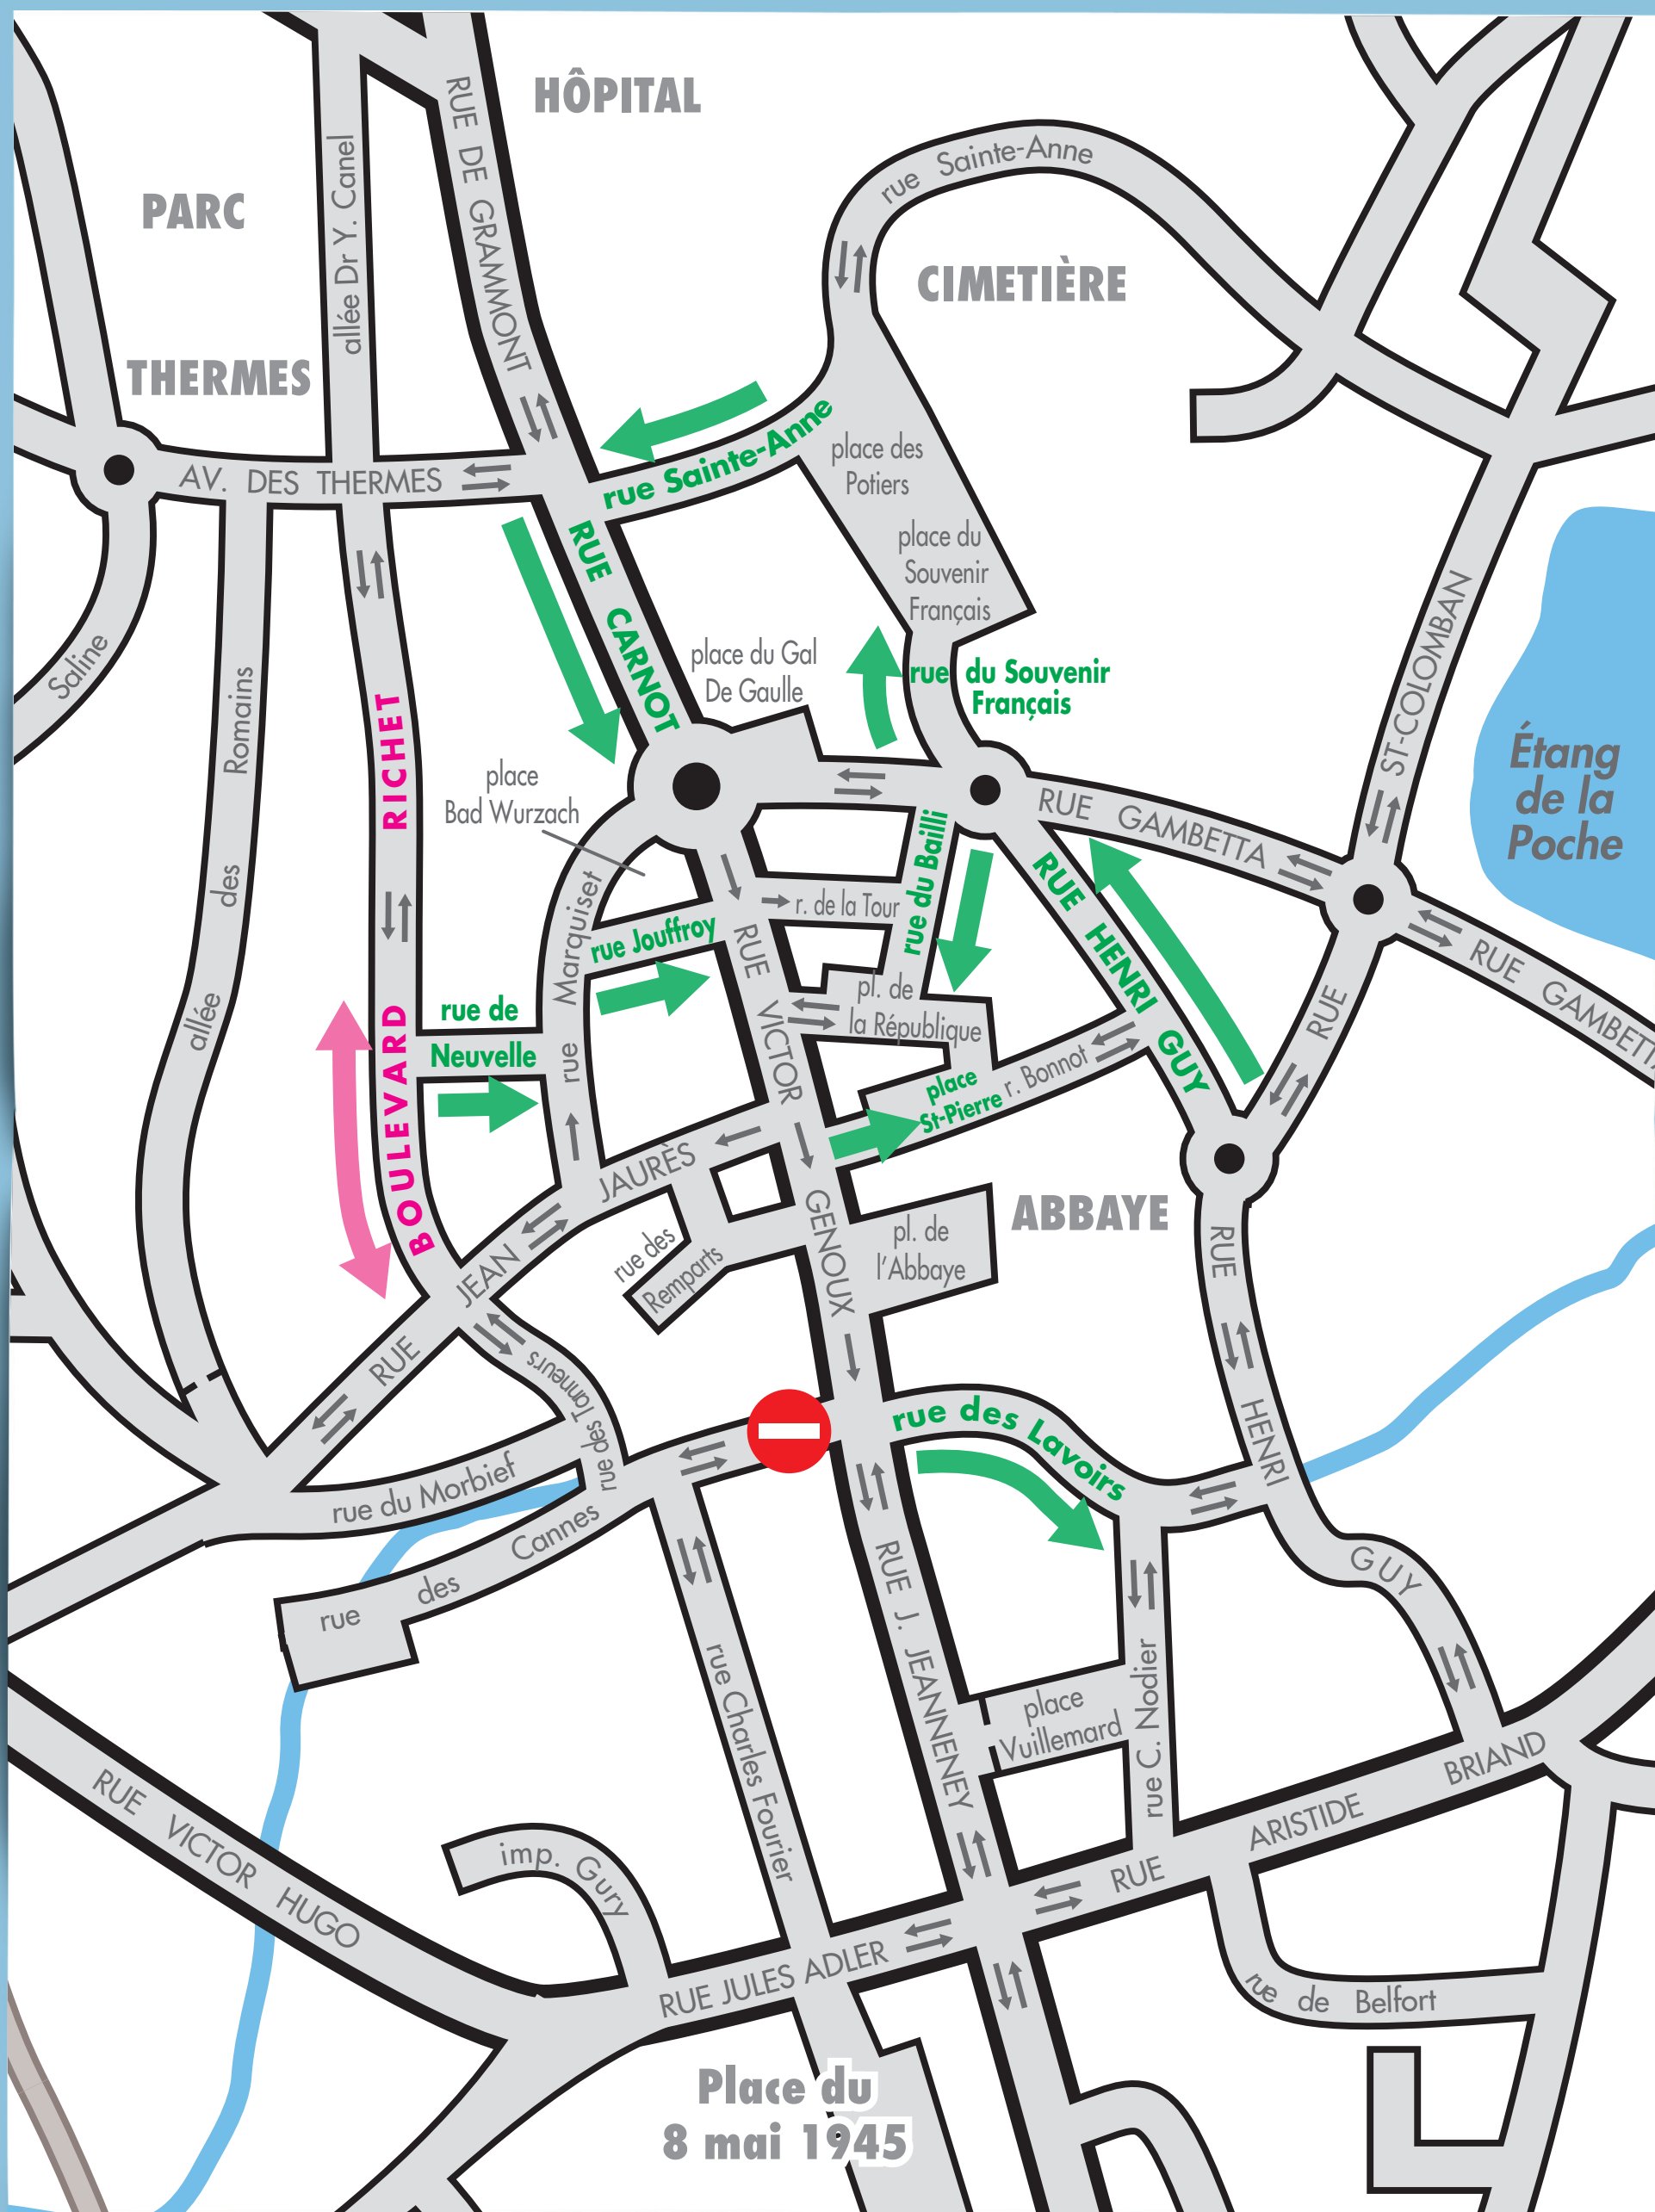 HÔPITAL
RUE DE GRAMMONT
allée Dr Y. Canel
rue Sainte-Anne
PARC
CIMETIÈRE
THERMES
rue Sainte-Anne
place des
Potiers
AV. DES THERMES
place du
Souvenir
Français
RUE CARNOT
Saline
allée des Romains
place du Gal
De Gaulle
rue du Souvenir
Français
ST-COLOMBAN
RUE
Étang
de la
Poche
BOULEVARD RICHET
place
Bad Wurzach
RUE GAMBETTA
RUE GAMBETTA
rue du Bailli
RUE HENRI GUY
r. de la Tour
rue Marquiset
rue Jouffroy
RUE VICTOR GENOUX
pl. de
la République
rue de
Neuvelle
place
St-Pierre
r. Bonnot
RUE JEAN JAURÈS
ABBAYE
pl. de
l'Abbaye
rue des
Remparts
RUE HENRI GUY
rue des Tanneurs
rue des Lavoirs
rue du Morbief
rue des Cannes
RUE J. JEANNENEY
rue Charles Fourier
place
Vuillemard
rue C. Nodier
RUE ARISTIDE BRIAND
RUE VICTOR HUGO
imp. Gury
RUE JULES ADLER
rue de Belfort
Place du
8 mai 1945